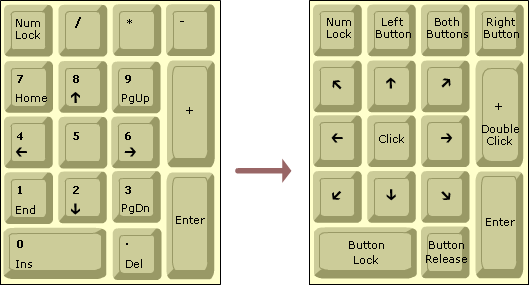 Num
Lock
/
*
-
7
Home
8
↑
9
PgUp
+
4
←
5
6
→
1
End
2
↓
3
PgDn
Enter
0
Ins
.
Del
Num
Lock
Left
Button
Both
Buttons
Right
Button
↖
↑
↗
+
Double
Click
←
Click
→
↙
↓
↘
Enter
Button
Lock
Button
Release